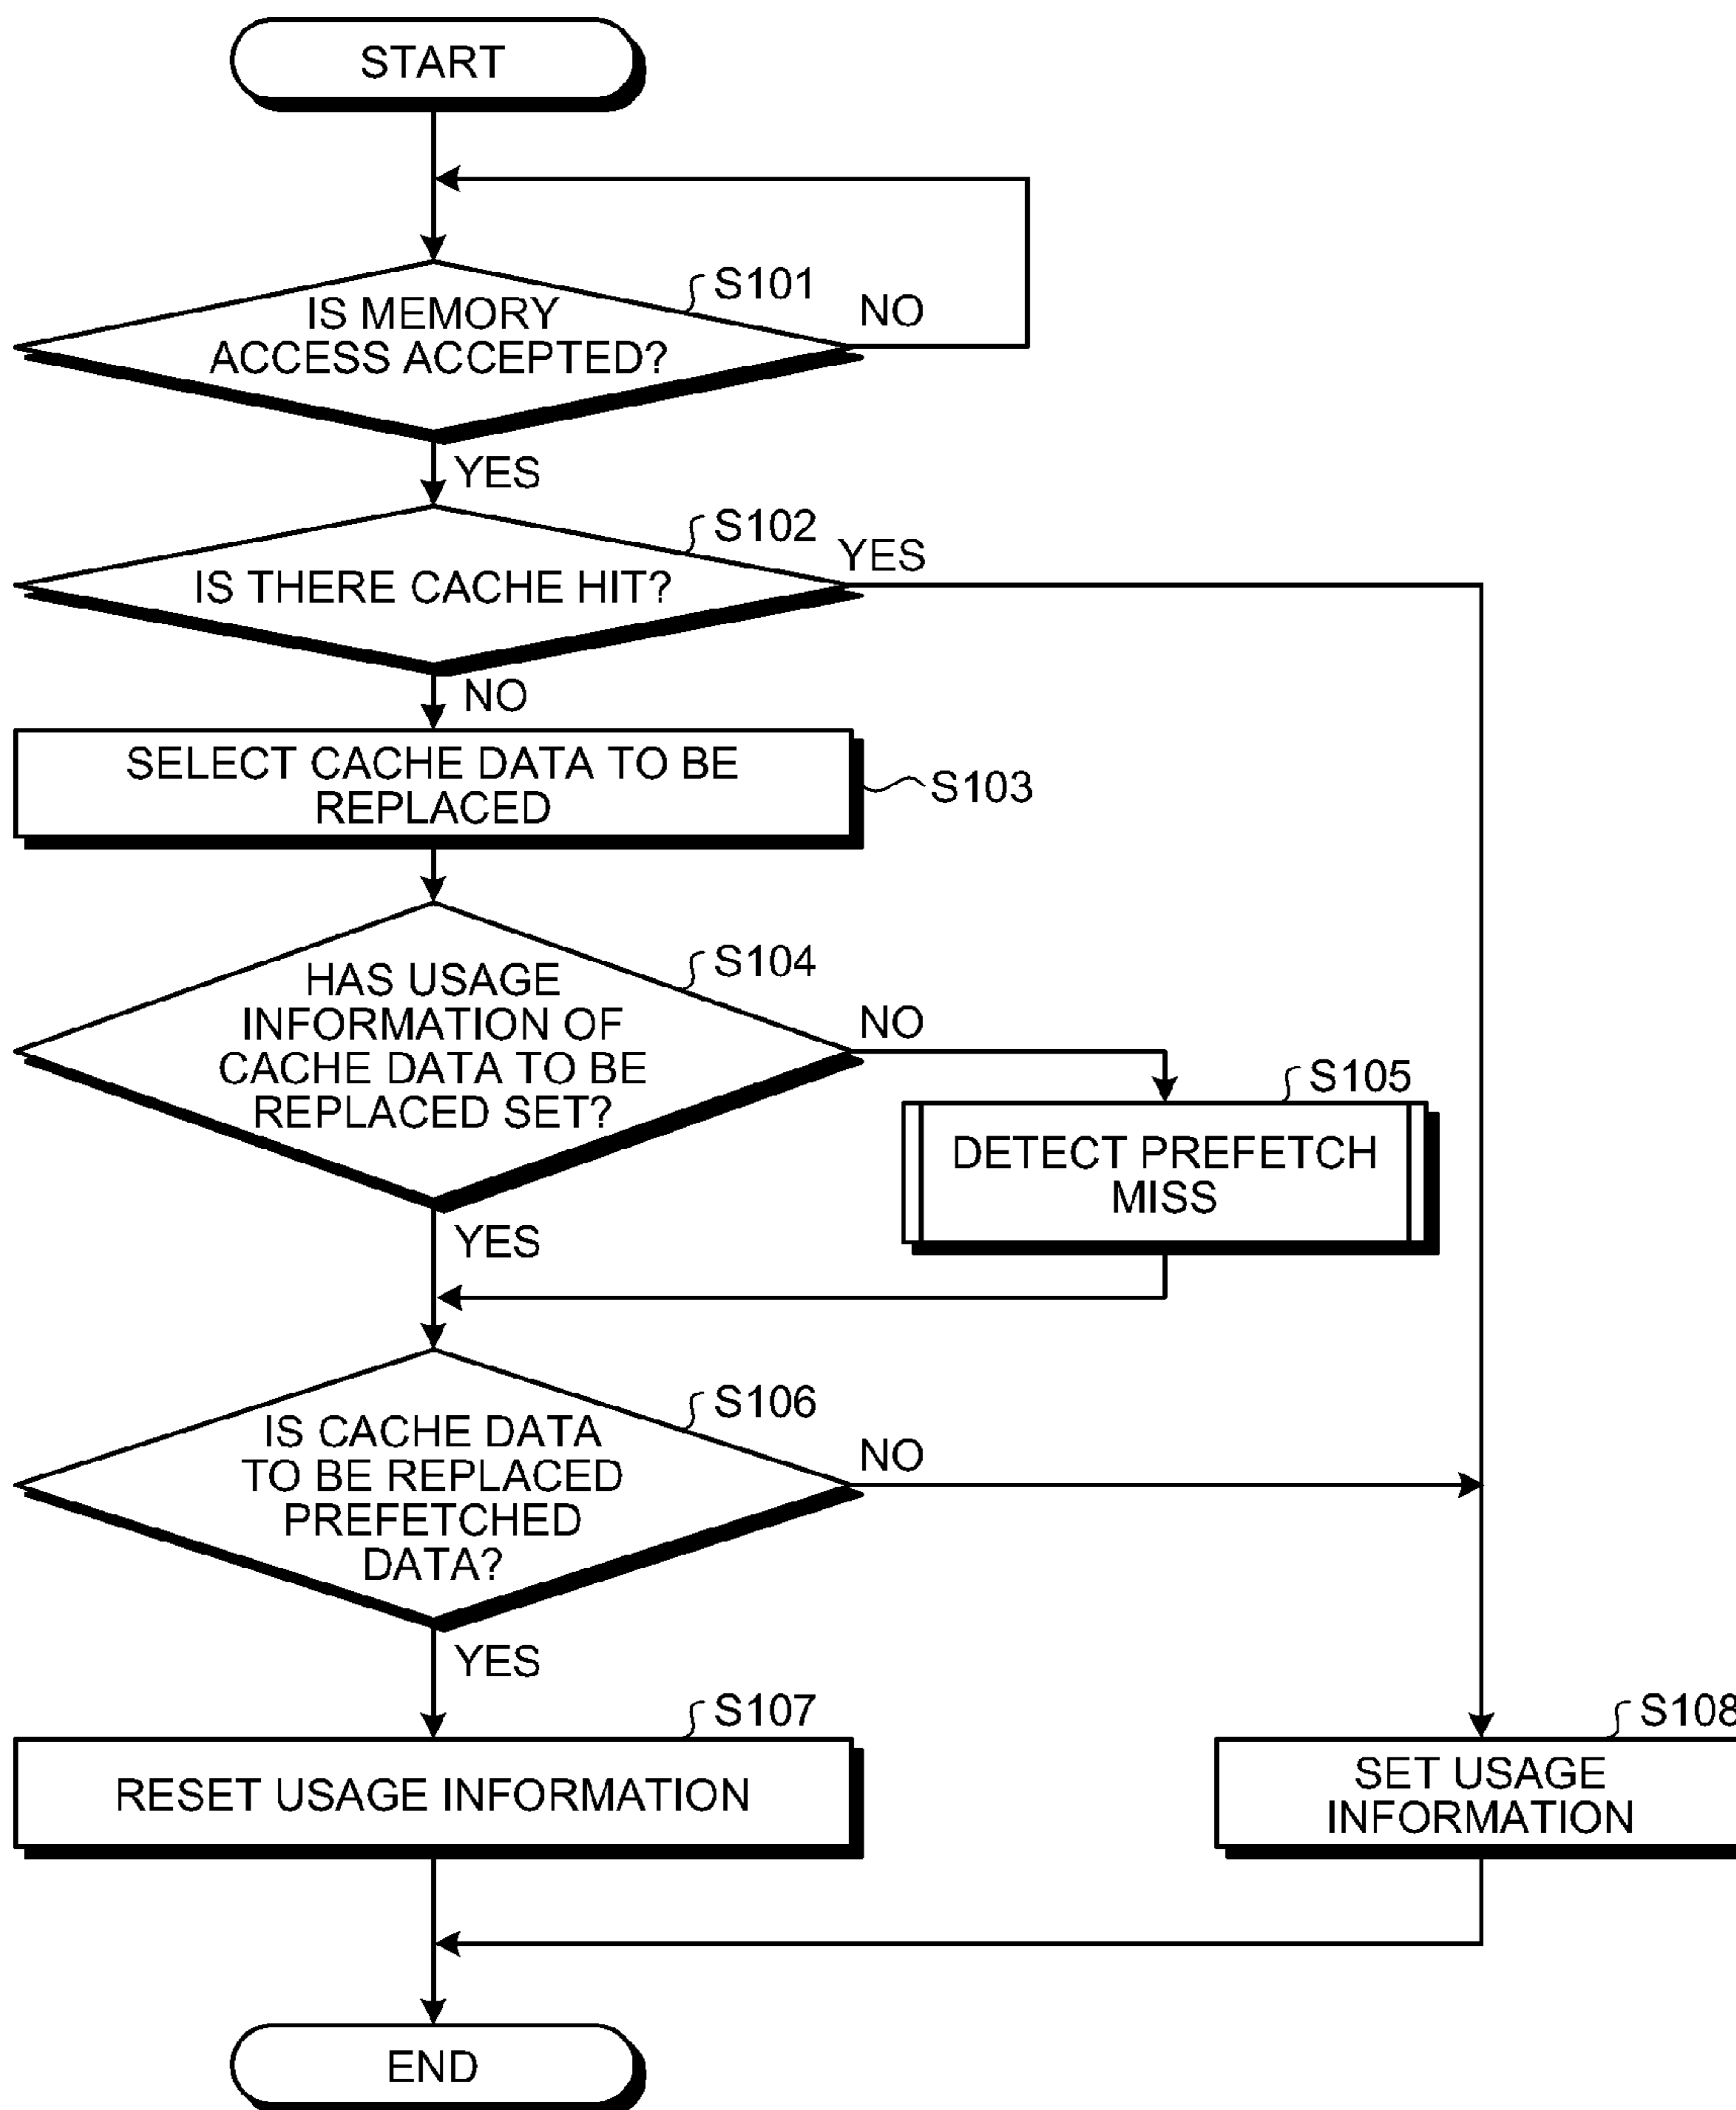 START
S101
IS MEMORY
ACCESS ACCEPTED?
NO
YES
S102
IS THERE CACHE HIT?
YES
NO
SELECT CACHE DATA TO BE
REPLACED
S103
S104
HAS USAGE
INFORMATION OF
CACHE DATA TO BE
REPLACED SET?
NO
S105
DETECT PREFETCH
MISS
YES
S106
IS CACHE DATA
TO BE REPLACED
PREFETCHED
DATA?
NO
YES
S107
RESET USAGE INFORMATION
S108
SET USAGE
INFORMATION
END